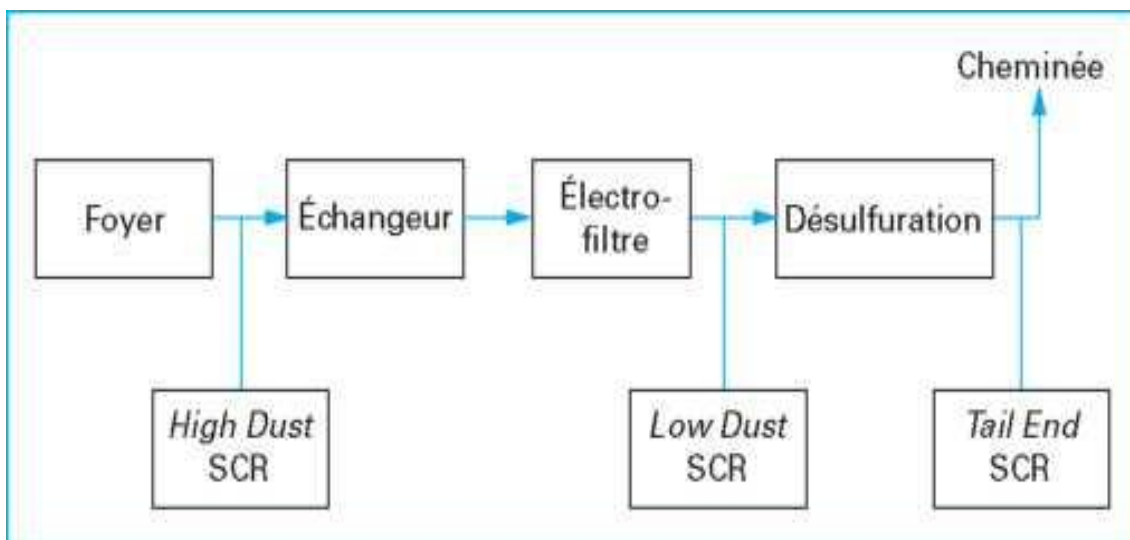 Cheminée
Foyer
Échangeur
Électro-
filtre
Désulfuration
High Dust
SCR
Low Dust
SCR
Tail End
SCR